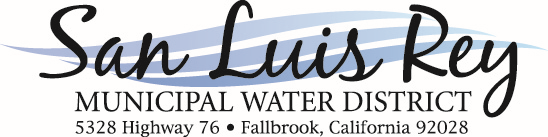 San Luis Rey
MUNICIPAL WATER DISTRICT
5328 Highway 76 • Fallbrook, California 92028